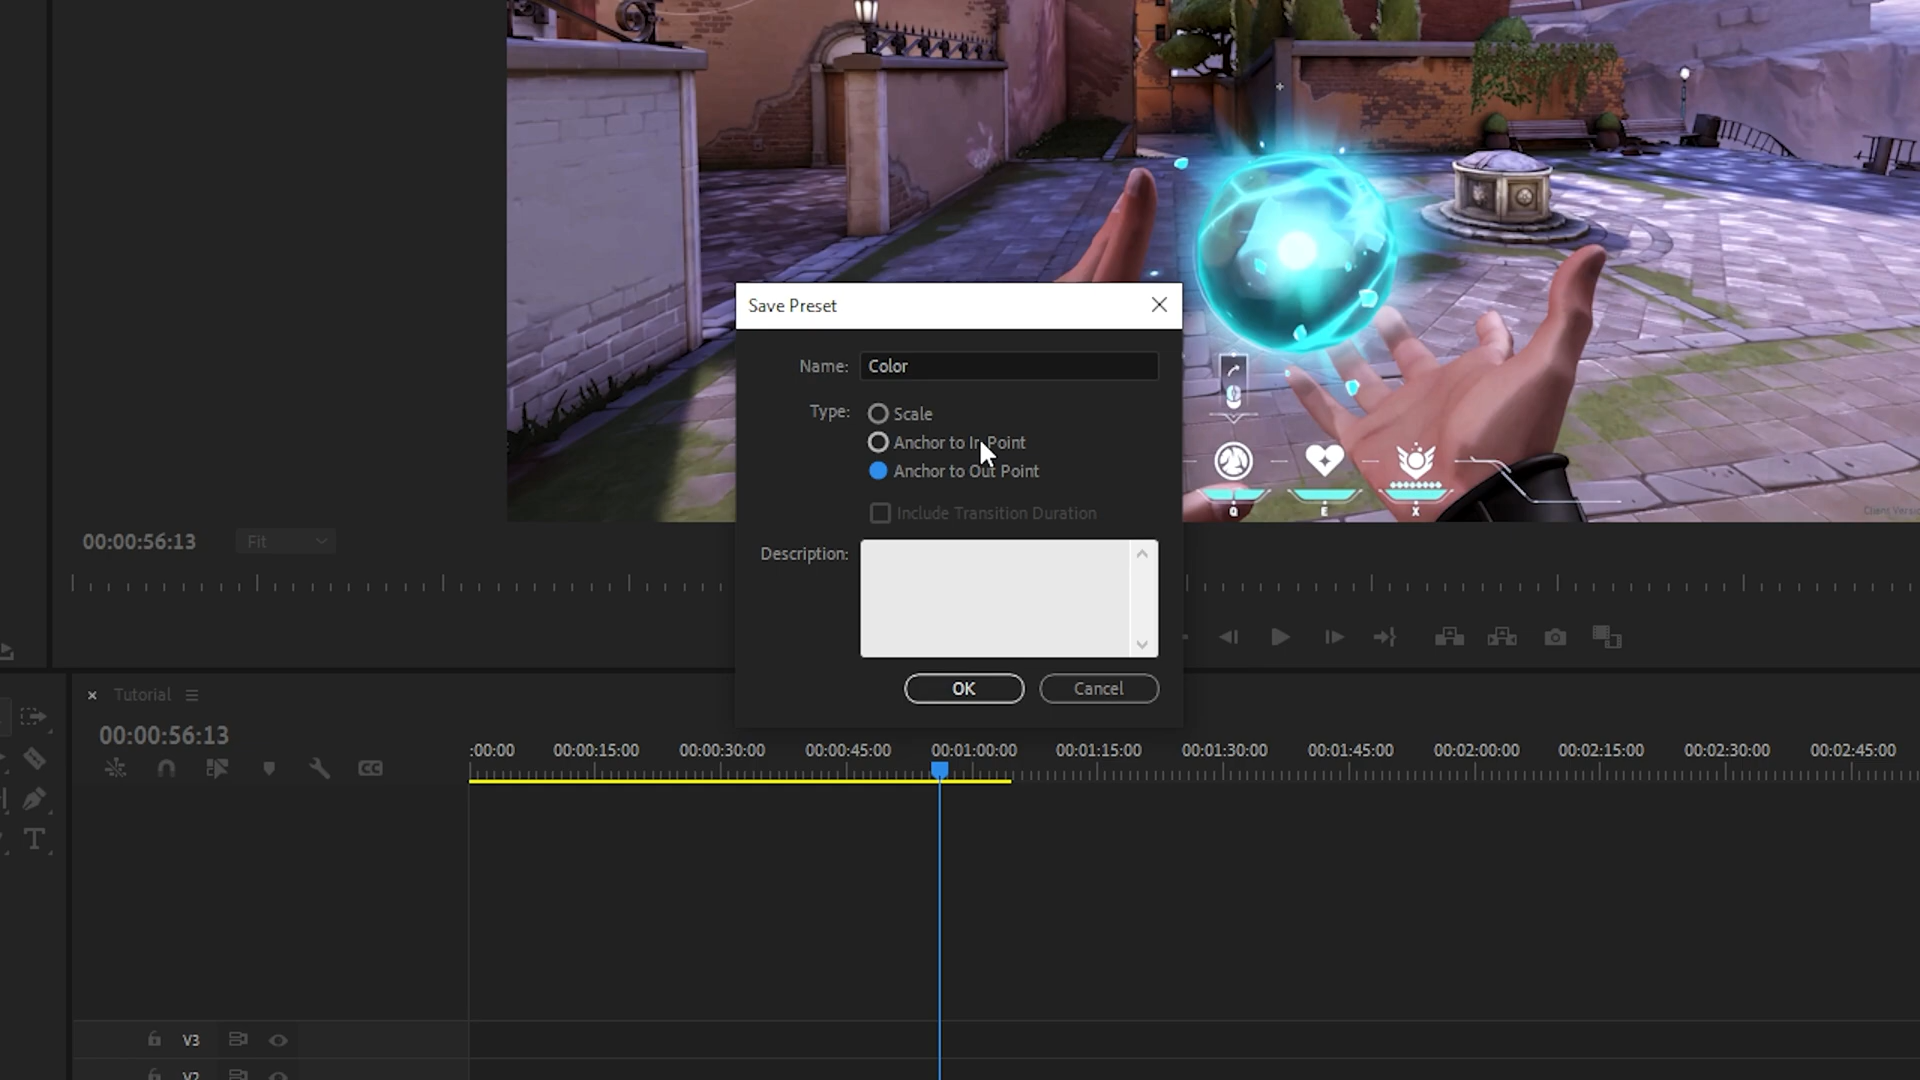 Save Preset
Name: Color
Type: Scale
Anchor to In Point
Anchor to Out Point
Include Transition Duration
Description:
OK Cancel
Q E X
Client
00:00:56:13 Fit
× Tutorial
00:00:56:13
CC
:00:00 00:00:15:00 00:00:30:00 00:00:45:00 00:01:00:00 00:01:15:00 00:01:30:00 00:01:45:00 00:02:00:00 00:02:15:00 00:02:30:00 00:02:45:00
T
V3
V2